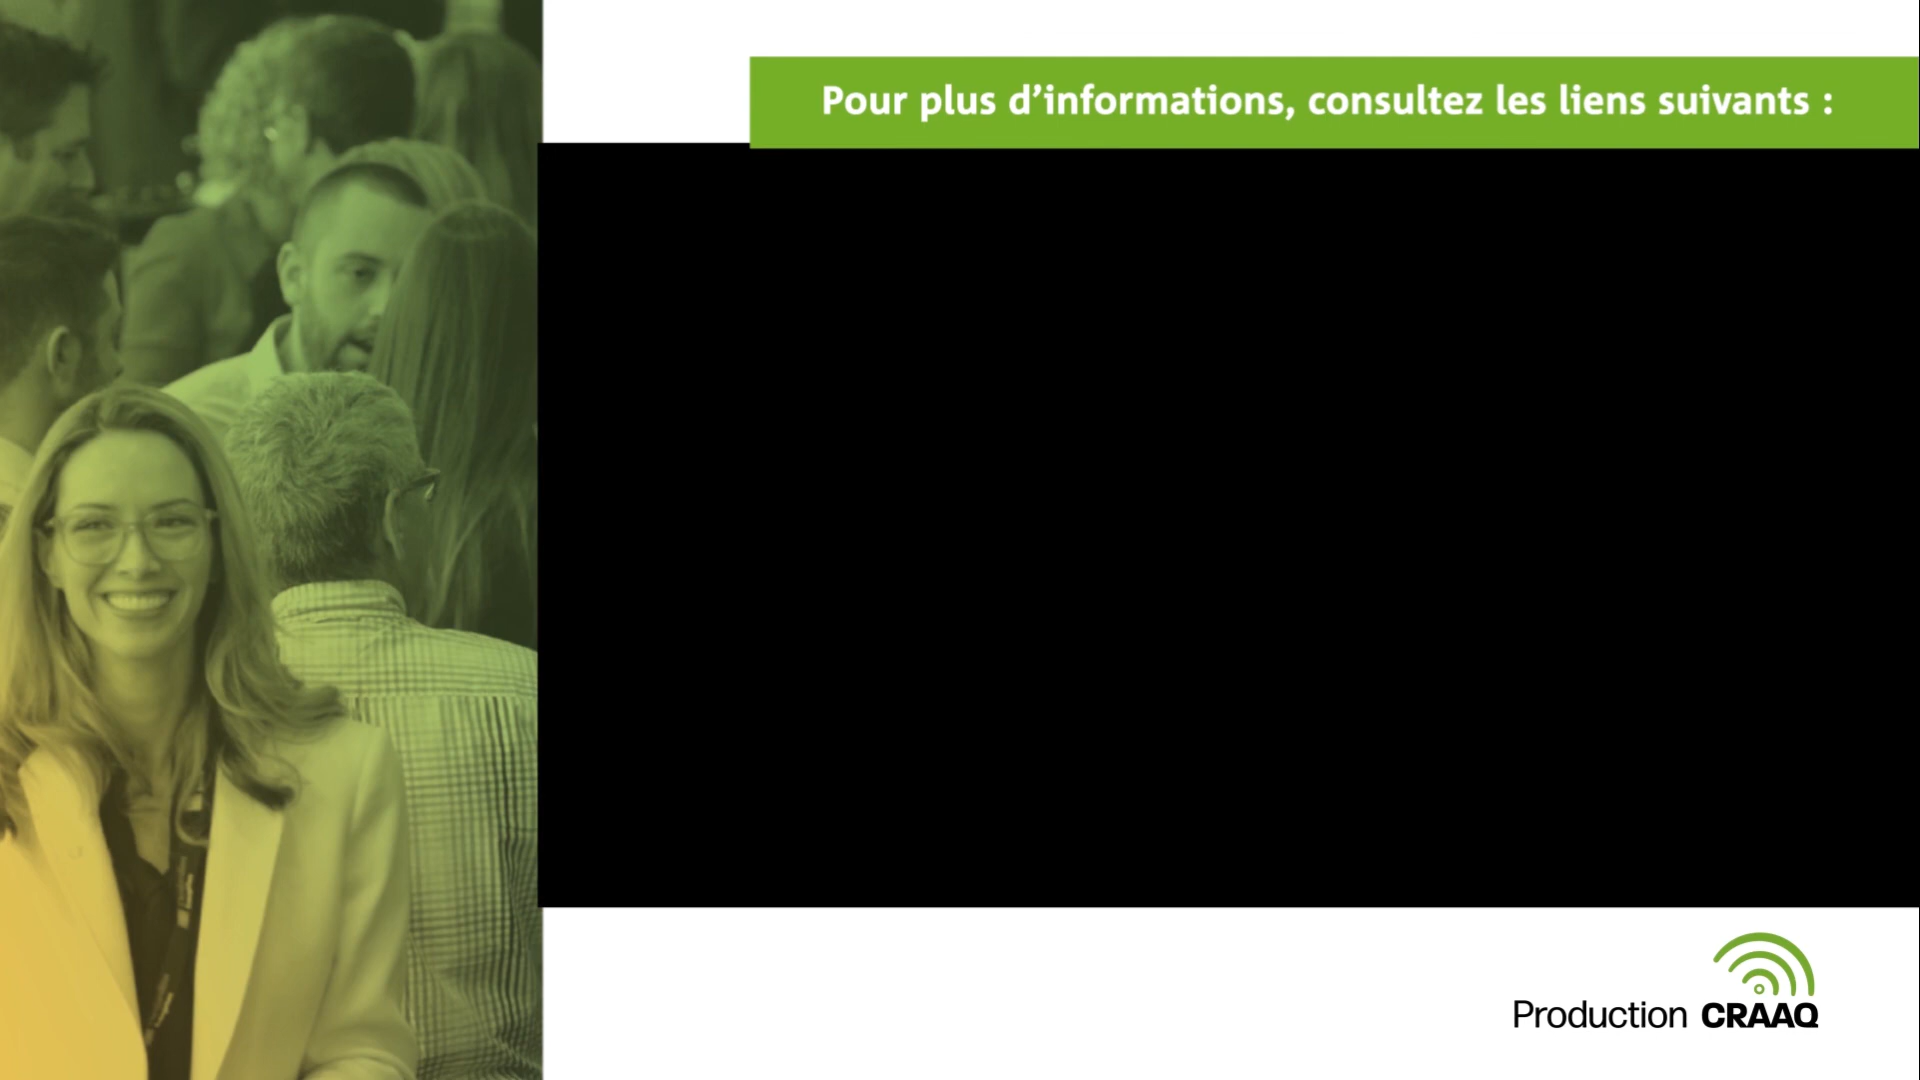 Pour plus d’informations, consultez les liens suivants :
Production CRAAQ